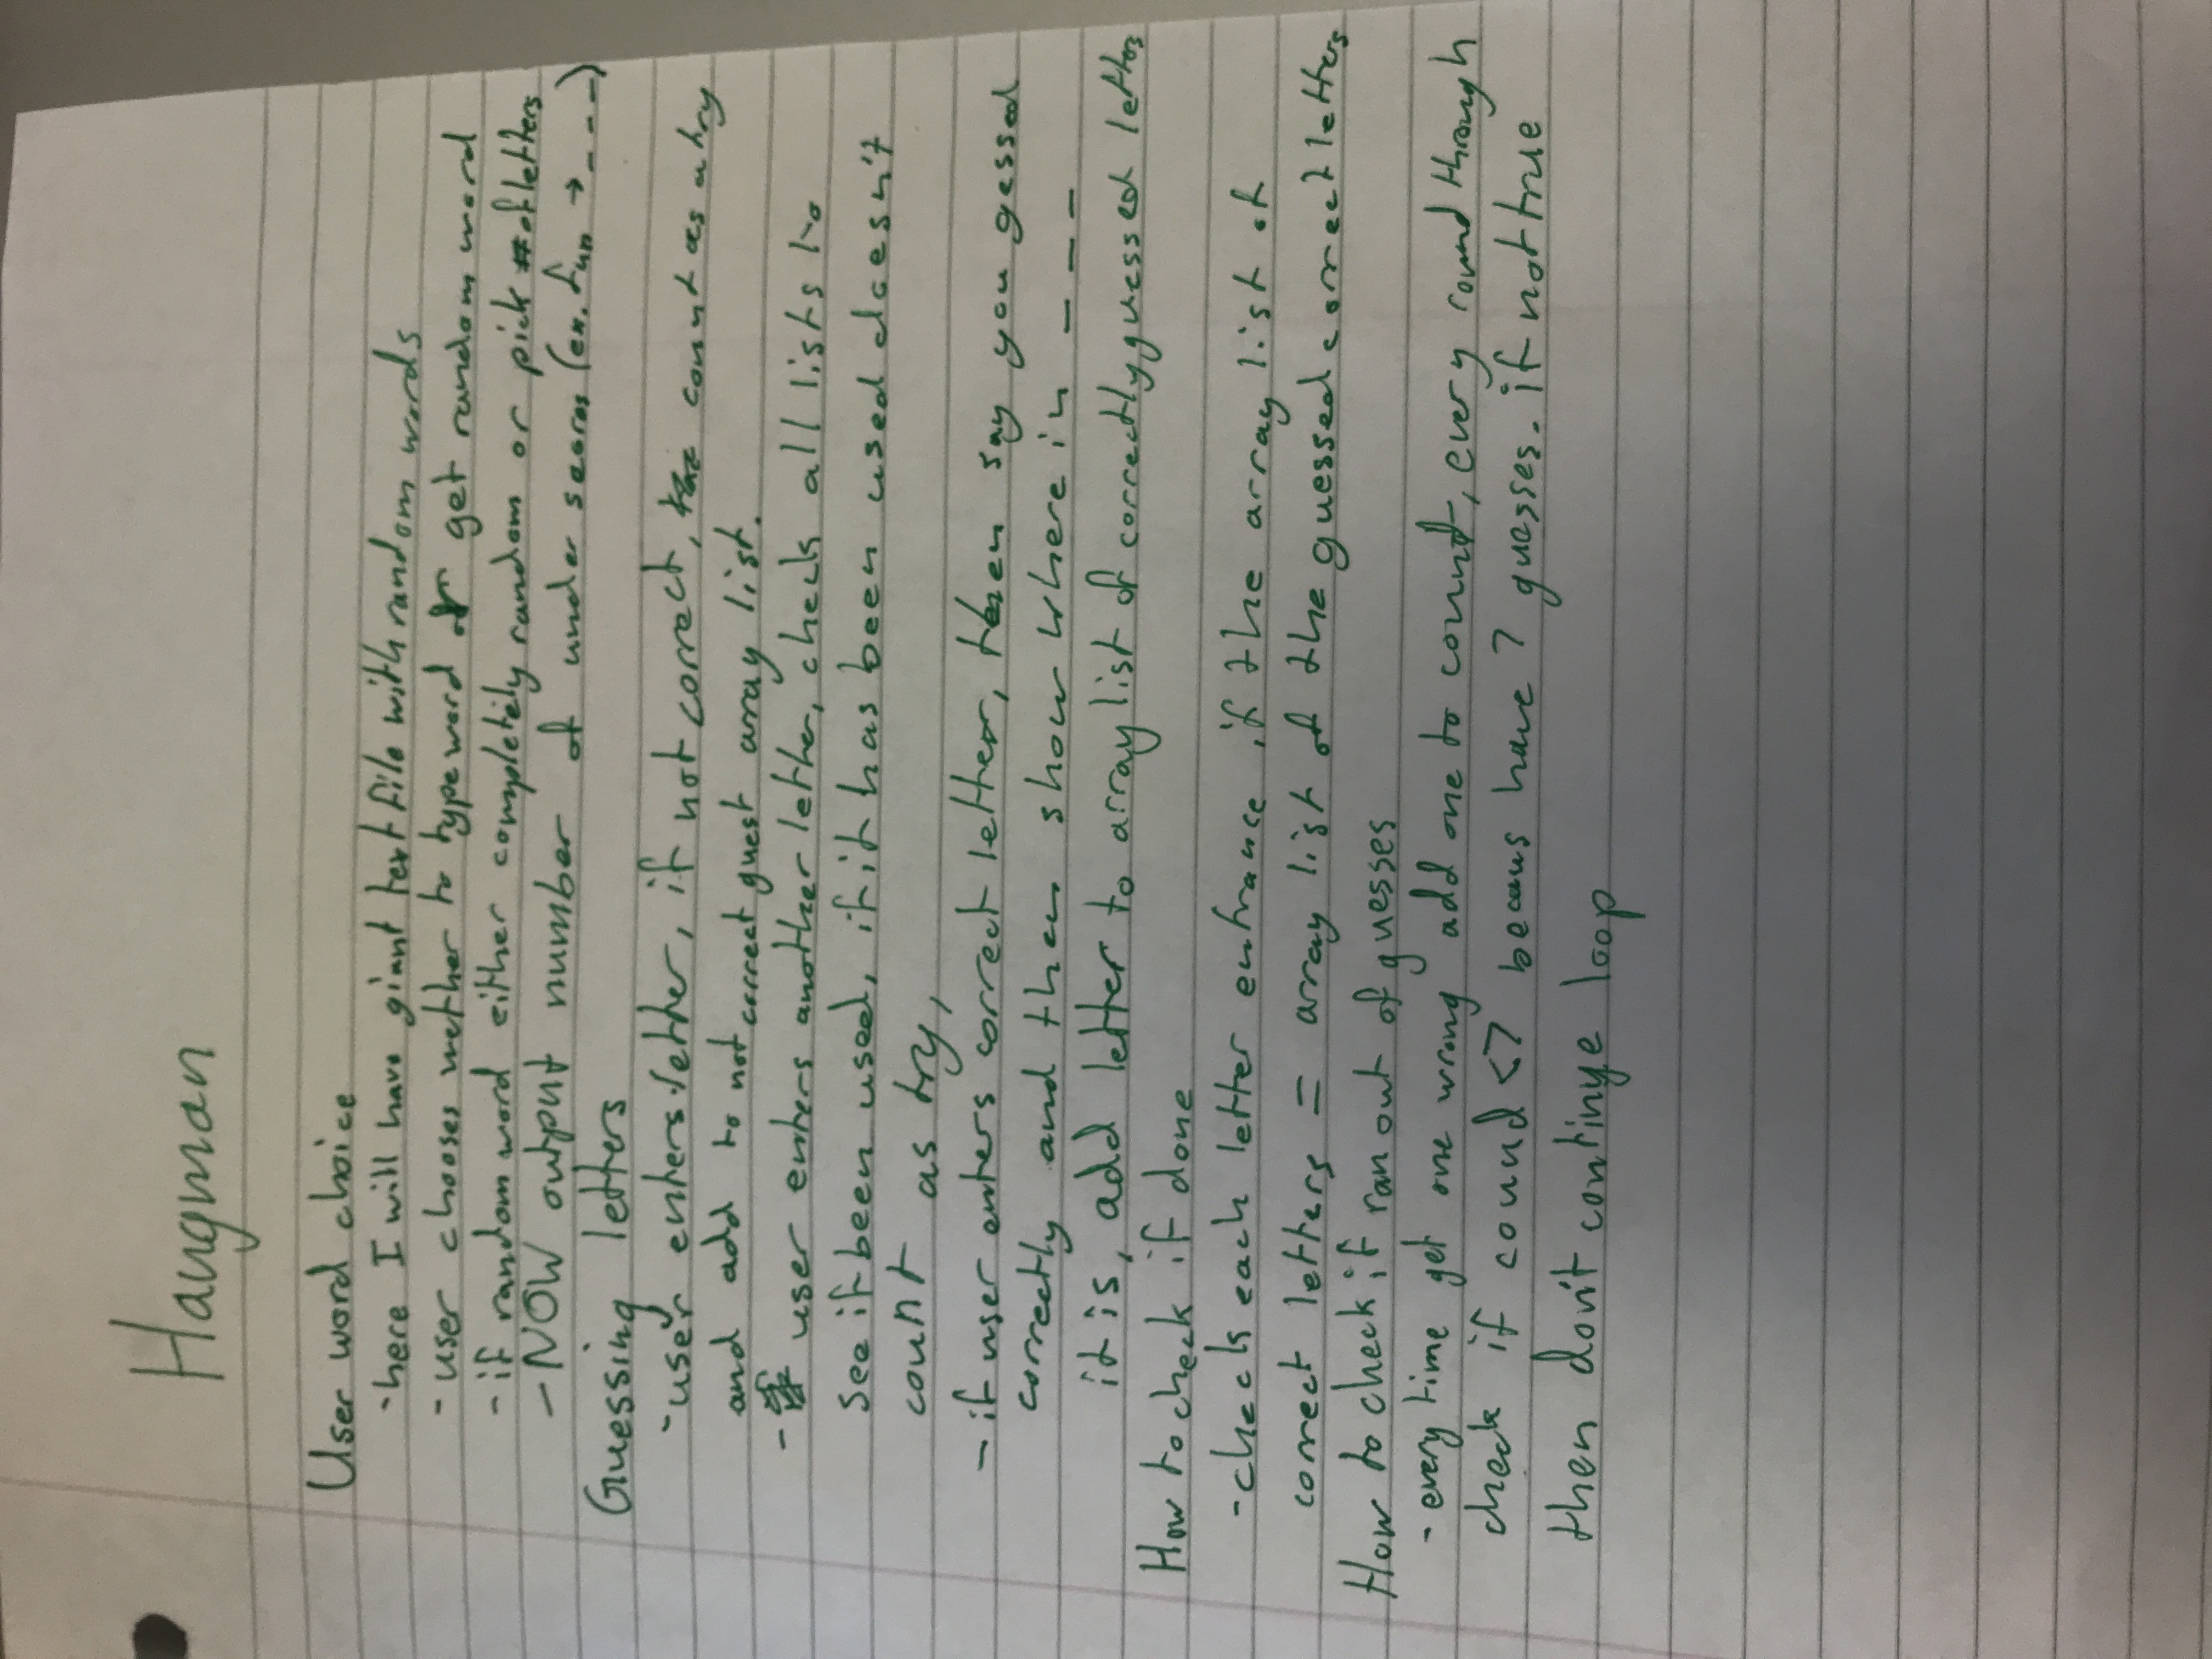 Hangman
User word choice
-here I will have giant text file with random words
-user chooses wether to type word or get random word
-if random word either completely random or pick # of letters
-NOW output number of under scores (ex. fun → _ _ _)
Guessing letters
-user enters letter, if not correct, count as a try
and add to not correct guest array list.
- user enters another letter, check all lists to
see if been used, if it has been used doesn't
count as try,
-if user enters correct letter, then say you gessed
correctly and then show where in _ _ _
it is, add letter to array list of correctly guessed letters
How to check if done
-check each letter entrance if the array list of
correct letters = array list of the guessed correct letters
How to check if ran out of guesses
-every time get one wrong add one to count, every round through
check if cound <7 becaus have 7 guesses. if not true
then don't continye loop